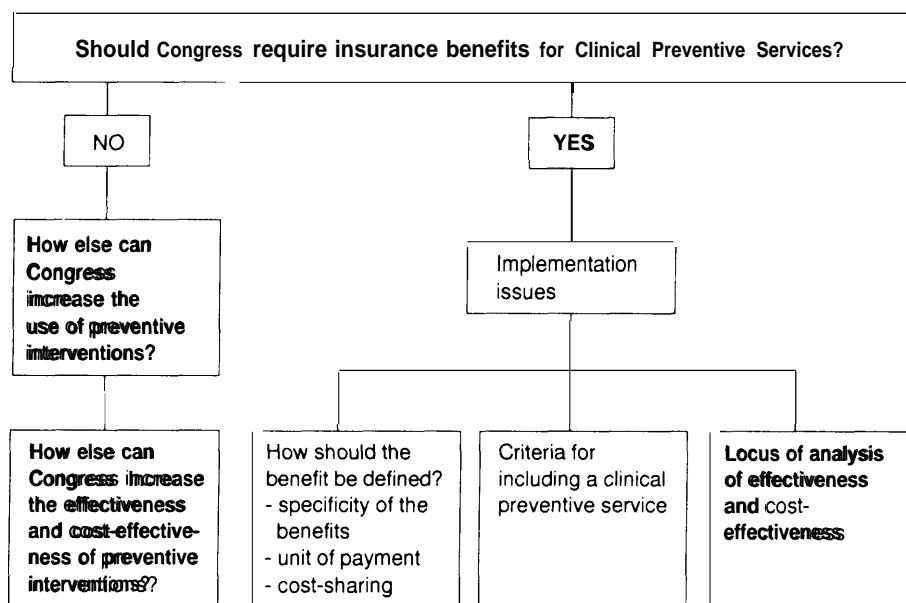 Should Congress require insurance benefits for Clinical Preventive Services?
NO
YES
How else can
Congress
increase the
use of preventive
interventions?
Implementation
issues
How else can
Congress increase
the effectiveness
and cost-effective-
ness of preventive
interventions?
How should the
benefit be defined?
- specificity of the
benefits
- unit of payment
- cost-sharing
Criteria for
including a clinical
preventive service
Locus of analysis
of effectiveness
and cost-
effectiveness